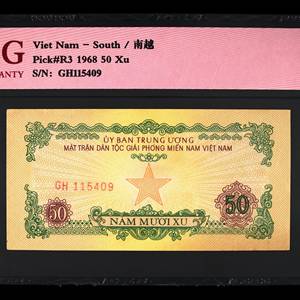 G
RANTY
Viet Nam – South / 南越
Pick#R3 1968 50 Xu
S/N: GH115409
ỦY BAN TRUNG ƯƠNG
MẶT TRẬN DÂN TỘC GIẢI PHÓNG MIỀN NAM VIỆT NAM
GH 115409
50
50
NĂM MƯƠI XU